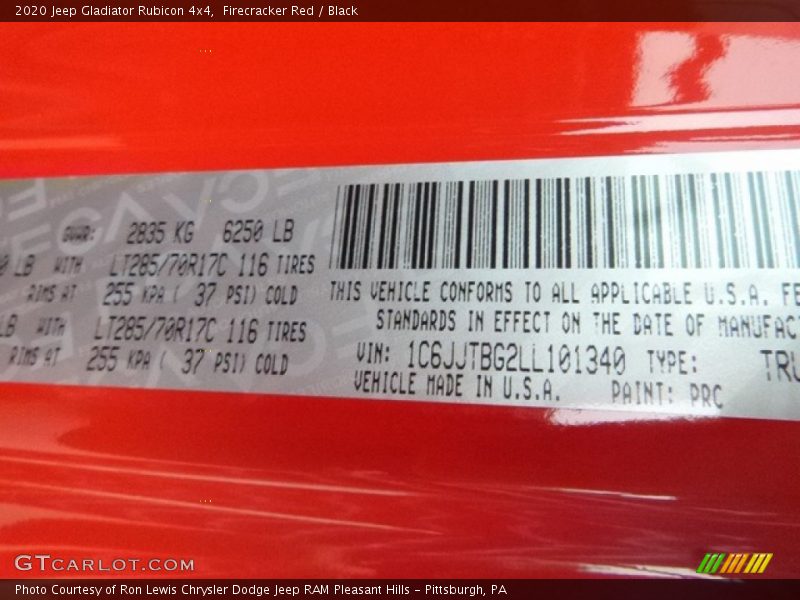 2020 Jeep Gladiator Rubicon 4x4,  Firecracker Red / Black
GVWR: 2835 KG 6250 LB
LB WITH LT285/70R17C 116 TIRES
RIMS AT 255 KPA ( 37 PSI) COLD
LB WITH LT285/70R17C 116 TIRES
RIMS AT 255 KPA ( 37 PSI) COLD
THIS VEHICLE CONFORMS TO ALL APPLICABLE U.S.A. FE
STANDARDS IN EFFECT ON THE DATE OF MANUFAC
VIN: 1C6JJTBG2LL101340 TYPE: TRU
VEHICLE MADE IN U.S.A. PAINT: PRC
GTCARLOT.COM
Photo Courtesy of Ron Lewis Chrysler Dodge Jeep RAM Pleasant Hills - Pittsburgh, PA